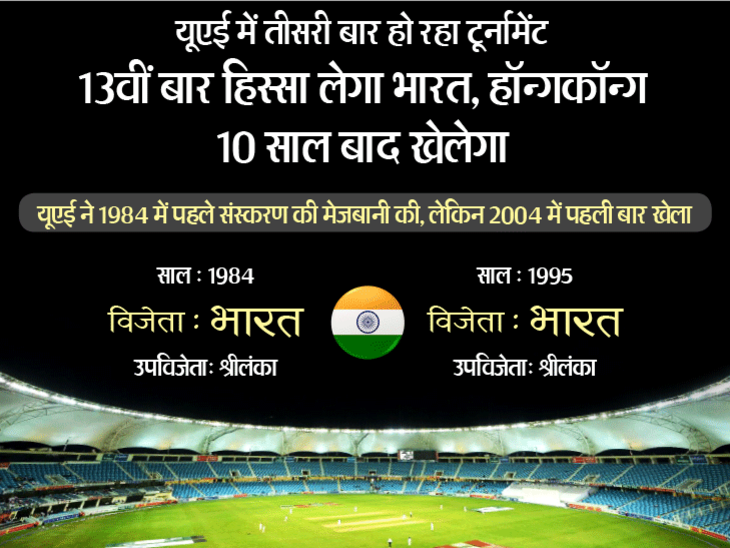 यूएई में तीसरी बार हो रहा टूर्नामेंट
13वीं बार हिस्सा लेगा भारत, हॉन्गकॉन्ग
10 साल बाद खेलेगा
यूएई ने 1984 में पहले संस्करण की मेजबानी की, लेकिन 2004 में पहली बार खेला
साल : 1984
विजेता : भारत
उपविजेताः श्रीलंका
साल : 1995
विजेता : भारत
उपविजेताः श्रीलंका